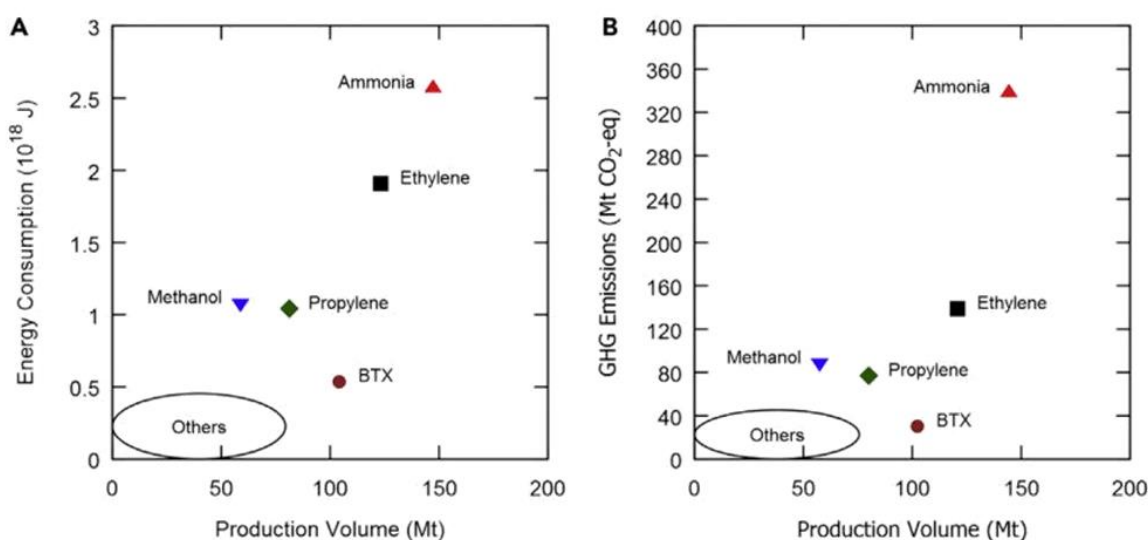 A
Energy Consumption (10^18 J)
3
2.5
2
1.5
1
0.5
0
Ammonia
Ethylene
Methanol
Propylene
BTX
Others
0 50 100 150 200
Production Volume (Mt)
B
GHG Emissions (Mt CO₂-eq)
400
360
320
280
240
200
160
120
80
40
0
Ammonia
Ethylene
Methanol
Propylene
BTX
Others
0 50 100 150 200
Production Volume (Mt)